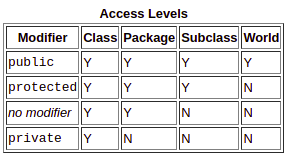 Access Levels
Modifier Class Package Subclass World
public Y Y Y Y
protected Y Y Y N
no modifier Y Y N N
private Y N N N